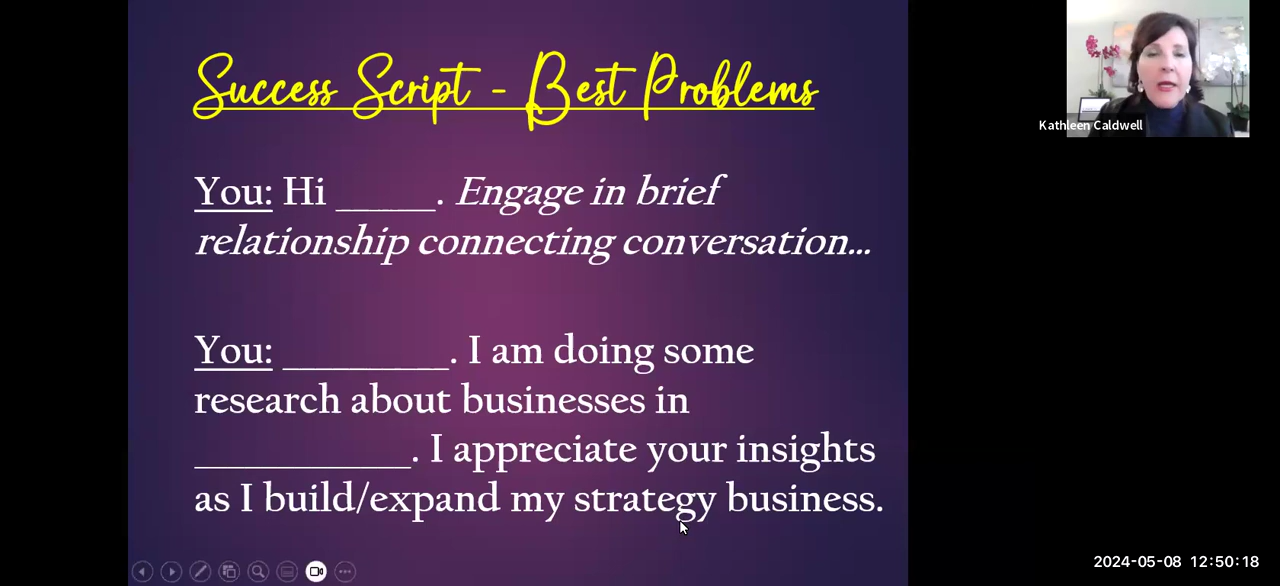 Success Script - Best Problems
You: Hi _____. Engage in brief
relationship connecting conversation...
You: _________. I am doing some
research about businesses in
___________. I appreciate your insights
as I build/expand my strategy business.
Kathleen Caldwell
2024-05-08 12:50:18